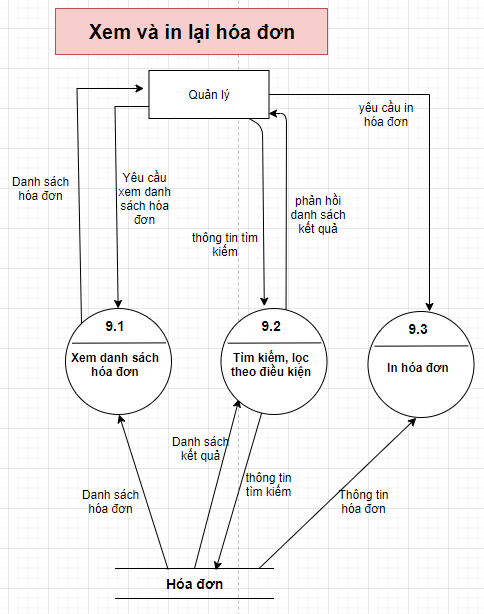 Xem và in lại hóa đơn
Quản lý
yêu cầu in
hóa đơn
Danh sách
hóa đơn
Yêu cầu
xem danh
sách hóa
đơn
phản hồi
danh sách
kết quả
thông tin tìm
kiếm
9.1
Xem danh sách
hóa đơn
9.2
Tìm kiếm, lọc
theo điều kiện
9.3
In hóa đơn
Danh sách
kết quả
thông tin
tìm kiếm
Danh sách
hóa đơn
Thông tin
hóa đơn
Hóa đơn